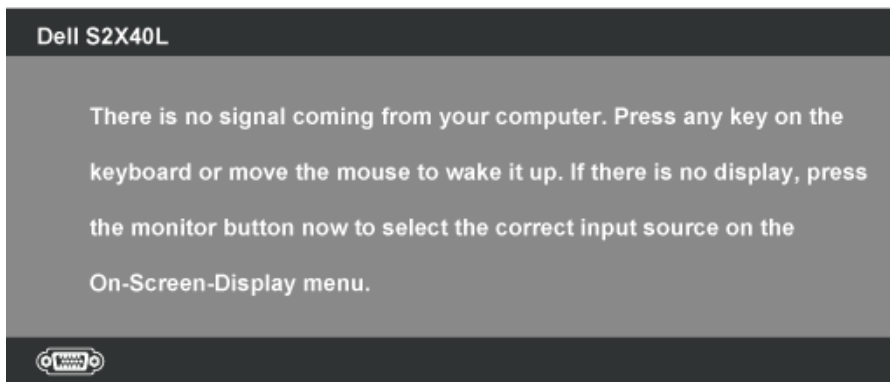 Dell S2X40L
There is no signal coming from your computer. Press any key on the
keyboard or move the mouse to wake it up. If there is no display, press
the monitor button now to select the correct input source on the
On-Screen-Display menu.